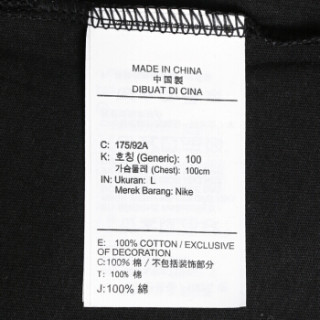 MADE IN CHINA
中國製
DIBUAT DI CINA
C: 175/92A
K: 호칭 (Generic): 100
가슴둘레 (Chest): 100cm
IN: Ukuran: L
Merek Barang: Nike
E: 100% COTTON / EXCLUSIVE
OF DECORATION
C: 100% 棉 / 不包括装饰部分
T: 100% 棉
J: 100% 綿